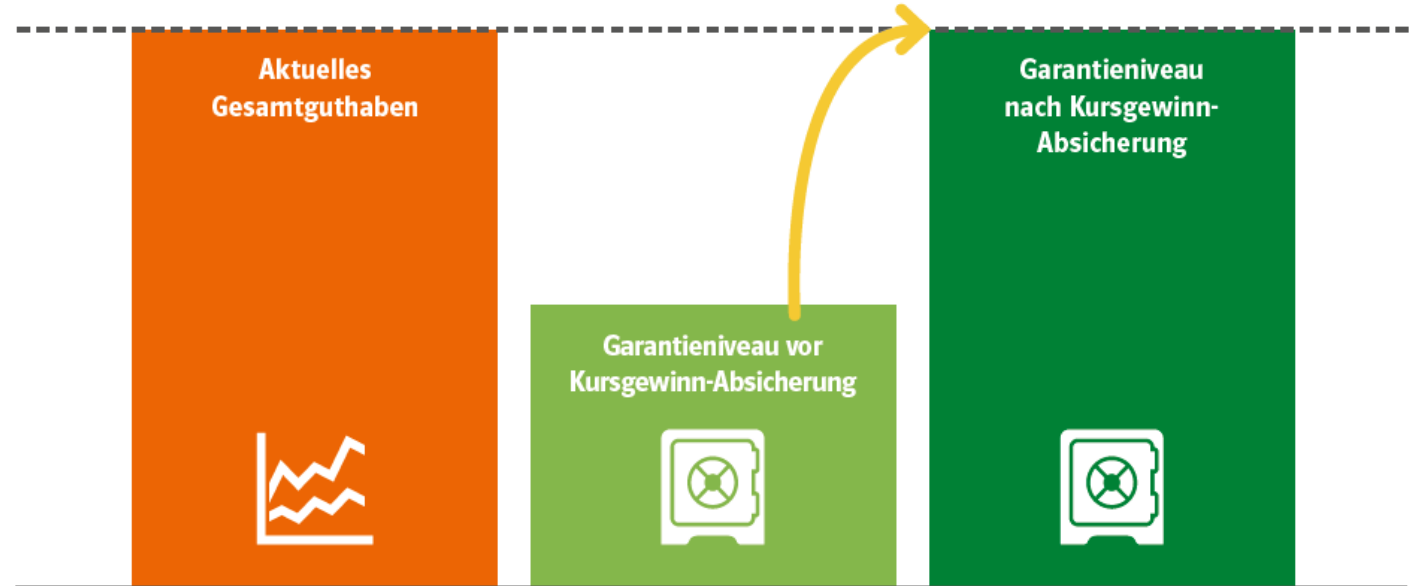 Aktuelles
Gesamtguthaben
Garantieniveau vor
Kursgewinn-Absicherung
Garantieniveau
nach Kursgewinn-
Absicherung